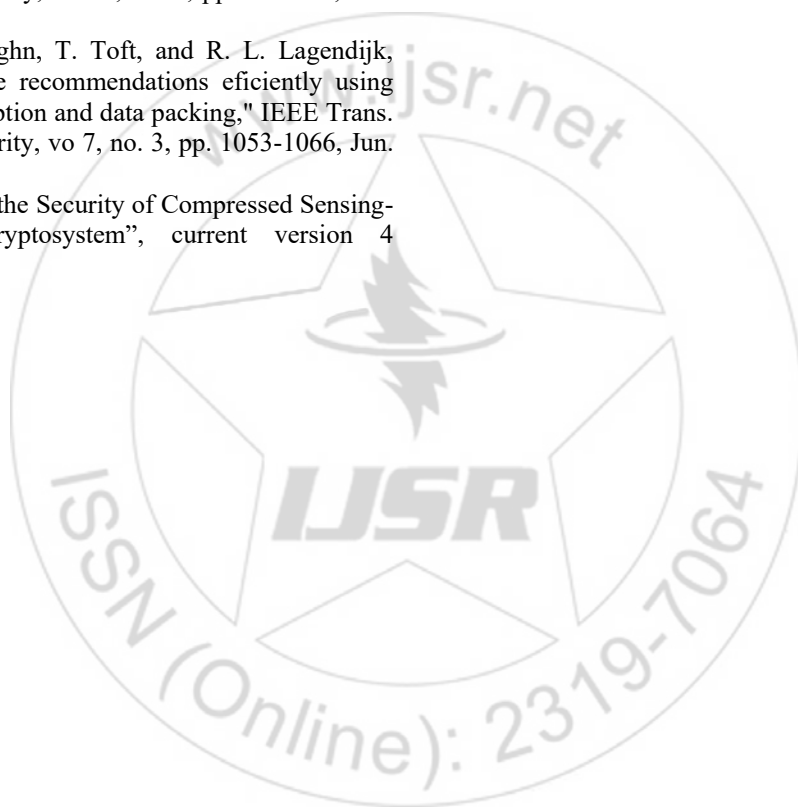 ghn, T. Toft, and R. L. Lagendijk,
e recommendations eficiently using
ption and data packing," IEEE Trans.
rity, vo 7, no. 3, pp. 1053-1066, Jun.
the Security of Compressed Sensing-
ryptosystem”, current version 4
www.ijsr.net
IJSR
ISSN (Online): 2319-7064